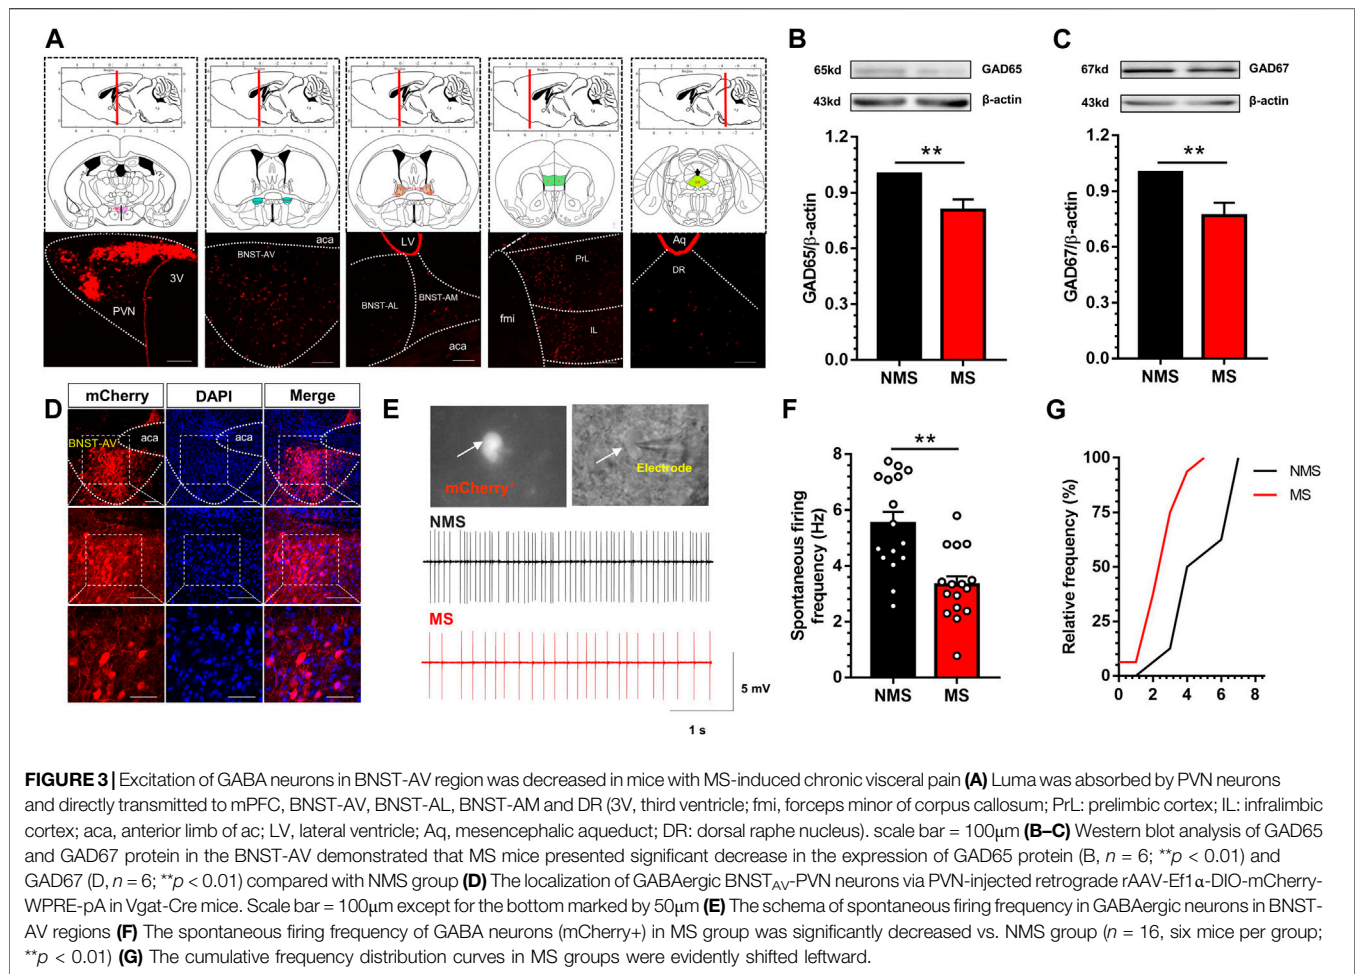 A
BNST-AV
aca
3V
PVN
LV
BNST-AL
BNST-AM
aca
PrL
fmi
IL
Aq
DR
B
65kd
GAD65
43kd
β-actin
GAD65/β-actin
1.2
0.9
0.6
0.3
0.0
**
NMS
MS
C
67kd
GAD67
43kd
β-actin
GAD67/β-actin
1.2
0.9
0.6
0.3
0.0
**
NMS
MS
D
mCherry
DAPI
Merge
BNST-AV
aca
aca
E
mCherry+
Electrode
NMS
MS
5 mV
1 s
F
Spontaneous firing
frequency (Hz)
8
6
4
2
0
**
NMS
MS
G
Relative frequency (%)
100
75
50
25
0
0 2 4 6 8
NMS
MS
FIGURE 3 | Excitation of GABA neurons in BNST-AV region was decreased in mice with MS-induced chronic visceral pain (A) Luma was absorbed by PVN neurons
and directly transmitted to mPFC, BNST-AV, BNST-AL, BNST-AM and DR (3V, third ventricle; fmi, forceps minor of corpus callosum; PrL: prelimbic cortex; IL: infralimbic
cortex; aca, anterior limb of ac; LV, lateral ventricle; Aq, mesencephalic aqueduct; DR: dorsal raphe nucleus). scale bar = 100μm (B–C) Western blot analysis of GAD65
and GAD67 protein in the BNST-AV demonstrated that MS mice presented significant decrease in the expression of GAD65 protein (B, n = 6; **p < 0.01) and
GAD67 (D, n = 6; **p < 0.01) compared with NMS group (D) The localization of GABAergic BNSTAV-PVN neurons via PVN-injected retrograde rAAV-Ef1α-DIO-mCherry-
WPRE-pA in Vgat-Cre mice. Scale bar = 100μm except for the bottom marked by 50μm (E) The schema of spontaneous firing frequency in GABAergic neurons in BNST-
AV regions (F) The spontaneous firing frequency of GABA neurons (mCherry+) in MS group was significantly decreased vs. NMS group (n = 16, six mice per group;
**p < 0.01) (G) The cumulative frequency distribution curves in MS groups were evidently shifted leftward.